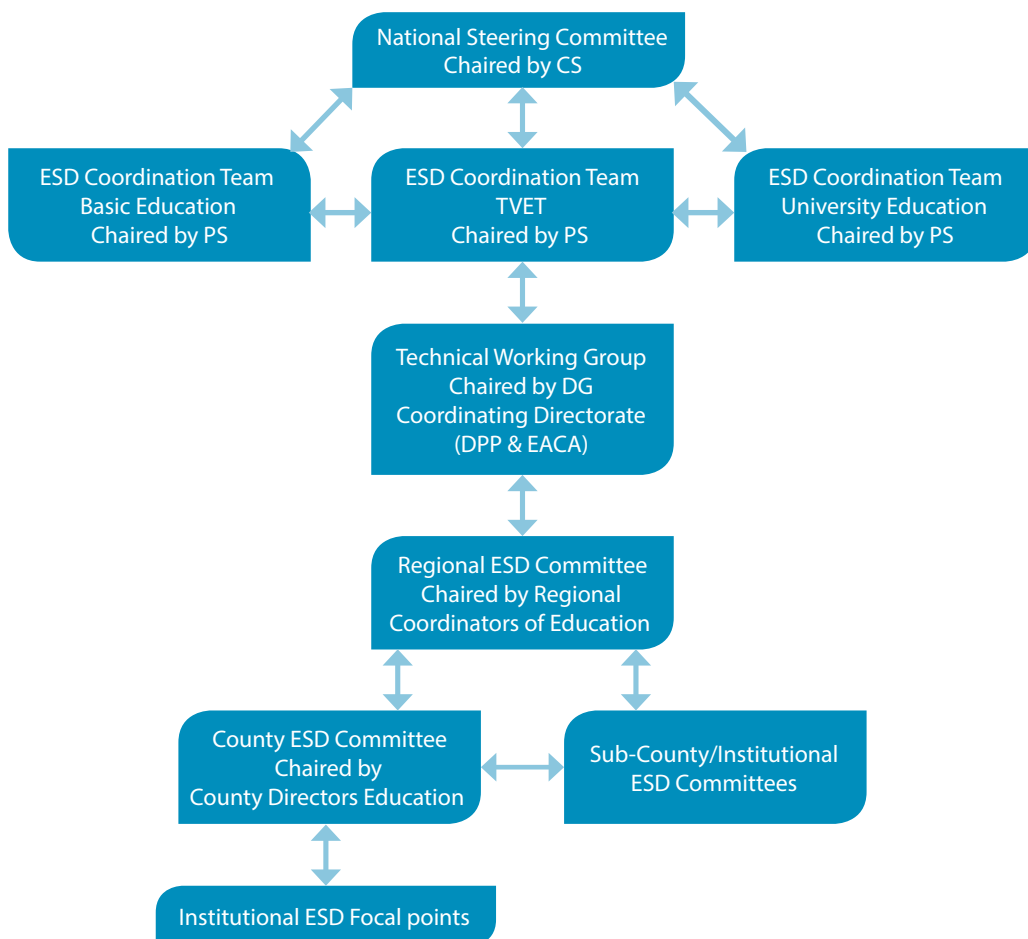 National Steering Committee
Chaired by CS
ESD Coordination Team
Basic Education
Chaired by PS
ESD Coordination Team
TVET
Chaired by PS
ESD Coordination Team
University Education
Chaired by PS
Technical Working Group
Chaired by DG
Coordinating Directorate
(DPP & EACA)
Regional ESD Committee
Chaired by Regional
Coordinators of Education
County ESD Committee
Chaired by
County Directors Education
Sub-County/Institutional
ESD Committees
Institutional ESD Focal points